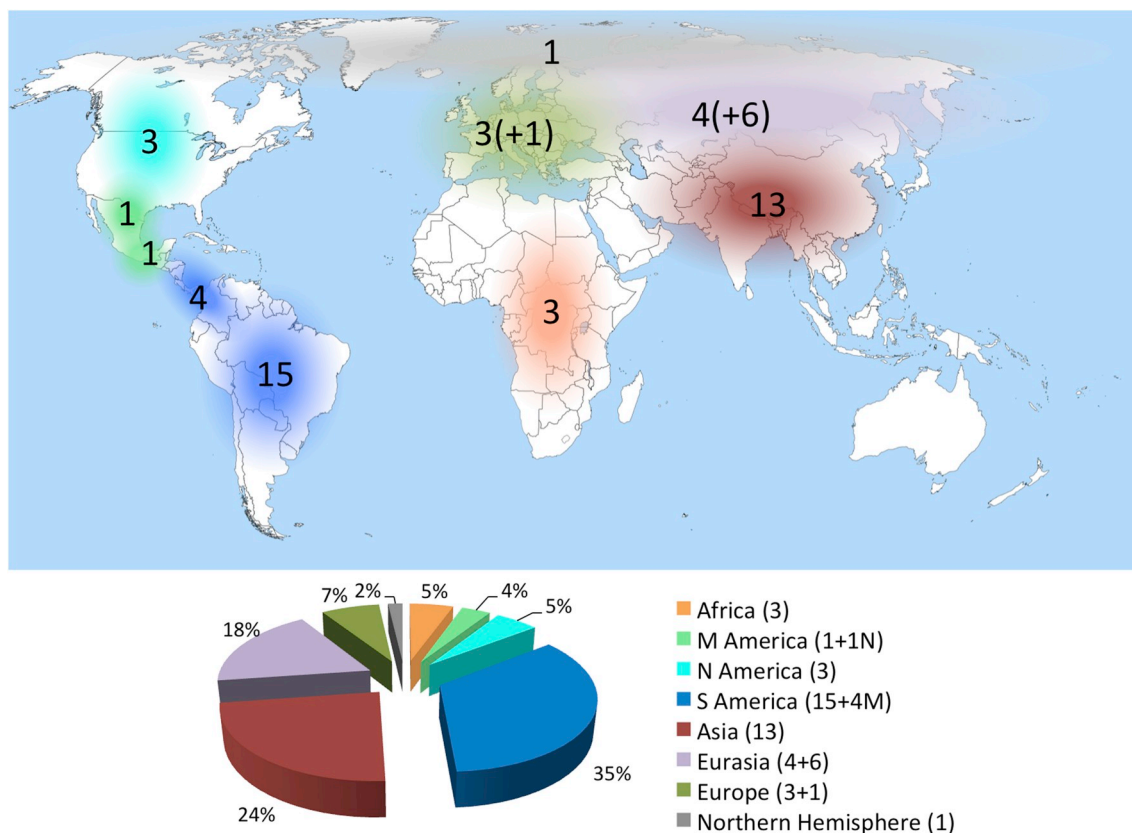 1
3(+1)
4(+6)
3
13
1
1
4
3
15
7%
2%
5%
4%
5%
18%
35%
24%
Africa (3)
M America (1+1N)
N America (3)
S America (15+4M)
Asia (13)
Eurasia (4+6)
Europe (3+1)
Northern Hemisphere (1)